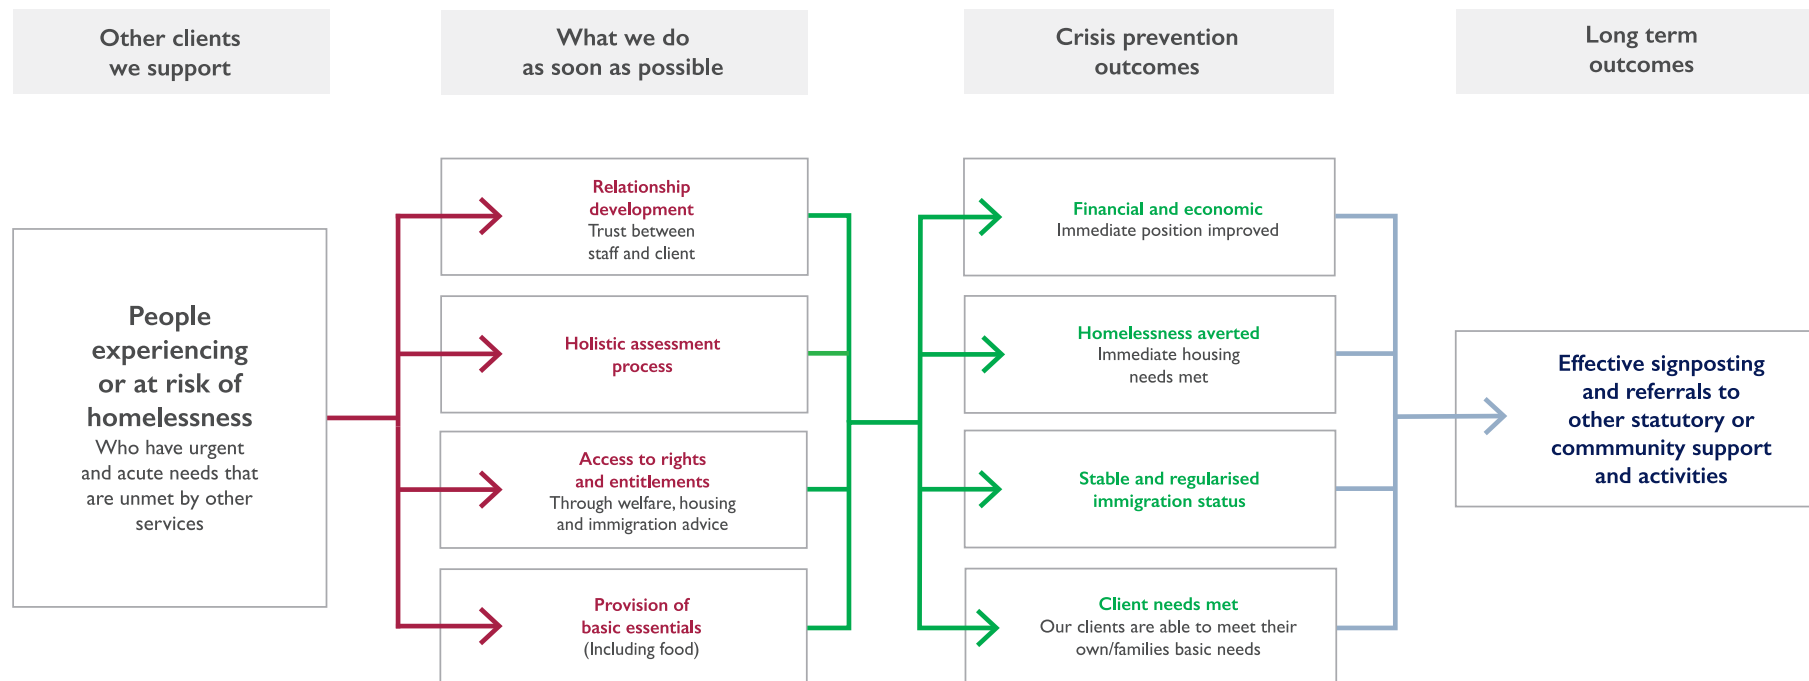 Other clients
we support
What we do
as soon as possible
Crisis prevention
outcomes
Long term
outcomes
People
experiencing
or at risk of
homelessness
Who have urgent
and acute needs that
are unmet by other
services
Relationship
development
Trust between
staff and client
Holistic assessment
process
Access to rights
and entitlements
Through welfare, housing
and immigration advice
Provision of
basic essentials
(Including food)
Financial and economic
Immediate position improved
Homelessness averted
Immediate housing
needs met
Stable and regularised
immigration status
Client needs met
Our clients are able to meet their
own/families basic needs
Effective signposting
and referrals to
other statutory or
commmunity support
and activities